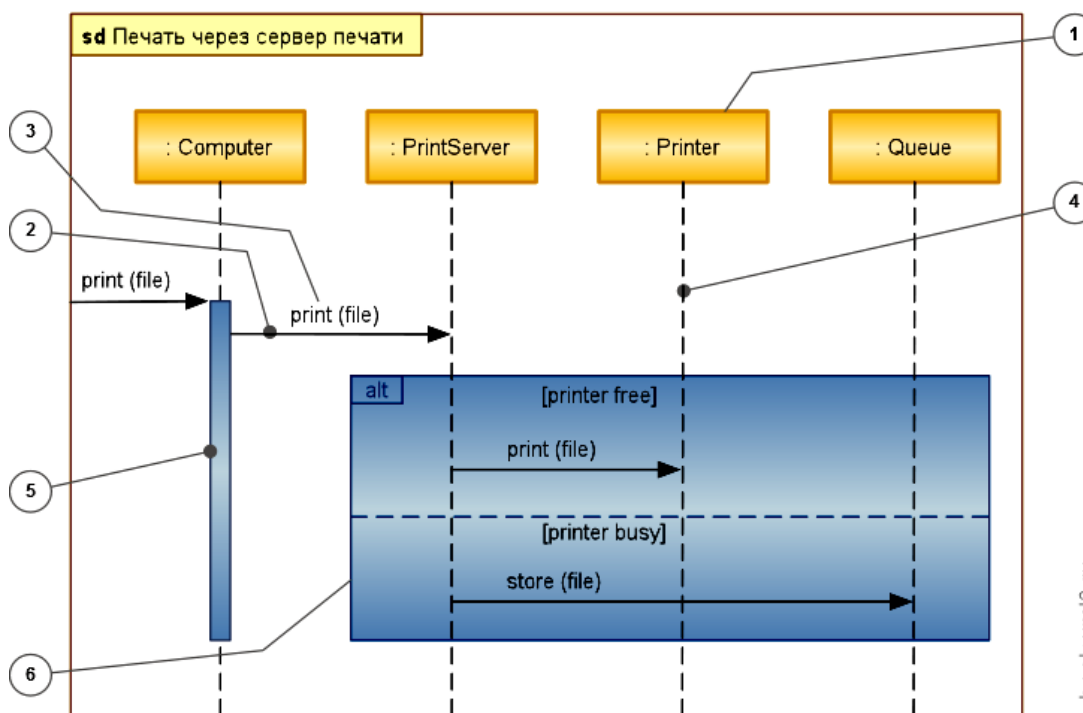 sd Печать через сервер печати
1
3
: Computer
: PrintServer
: Printer
: Queue
2
4
print (file)
print (file)
alt
[printer free]
print (file)
5
[printer busy]
store (file)
6